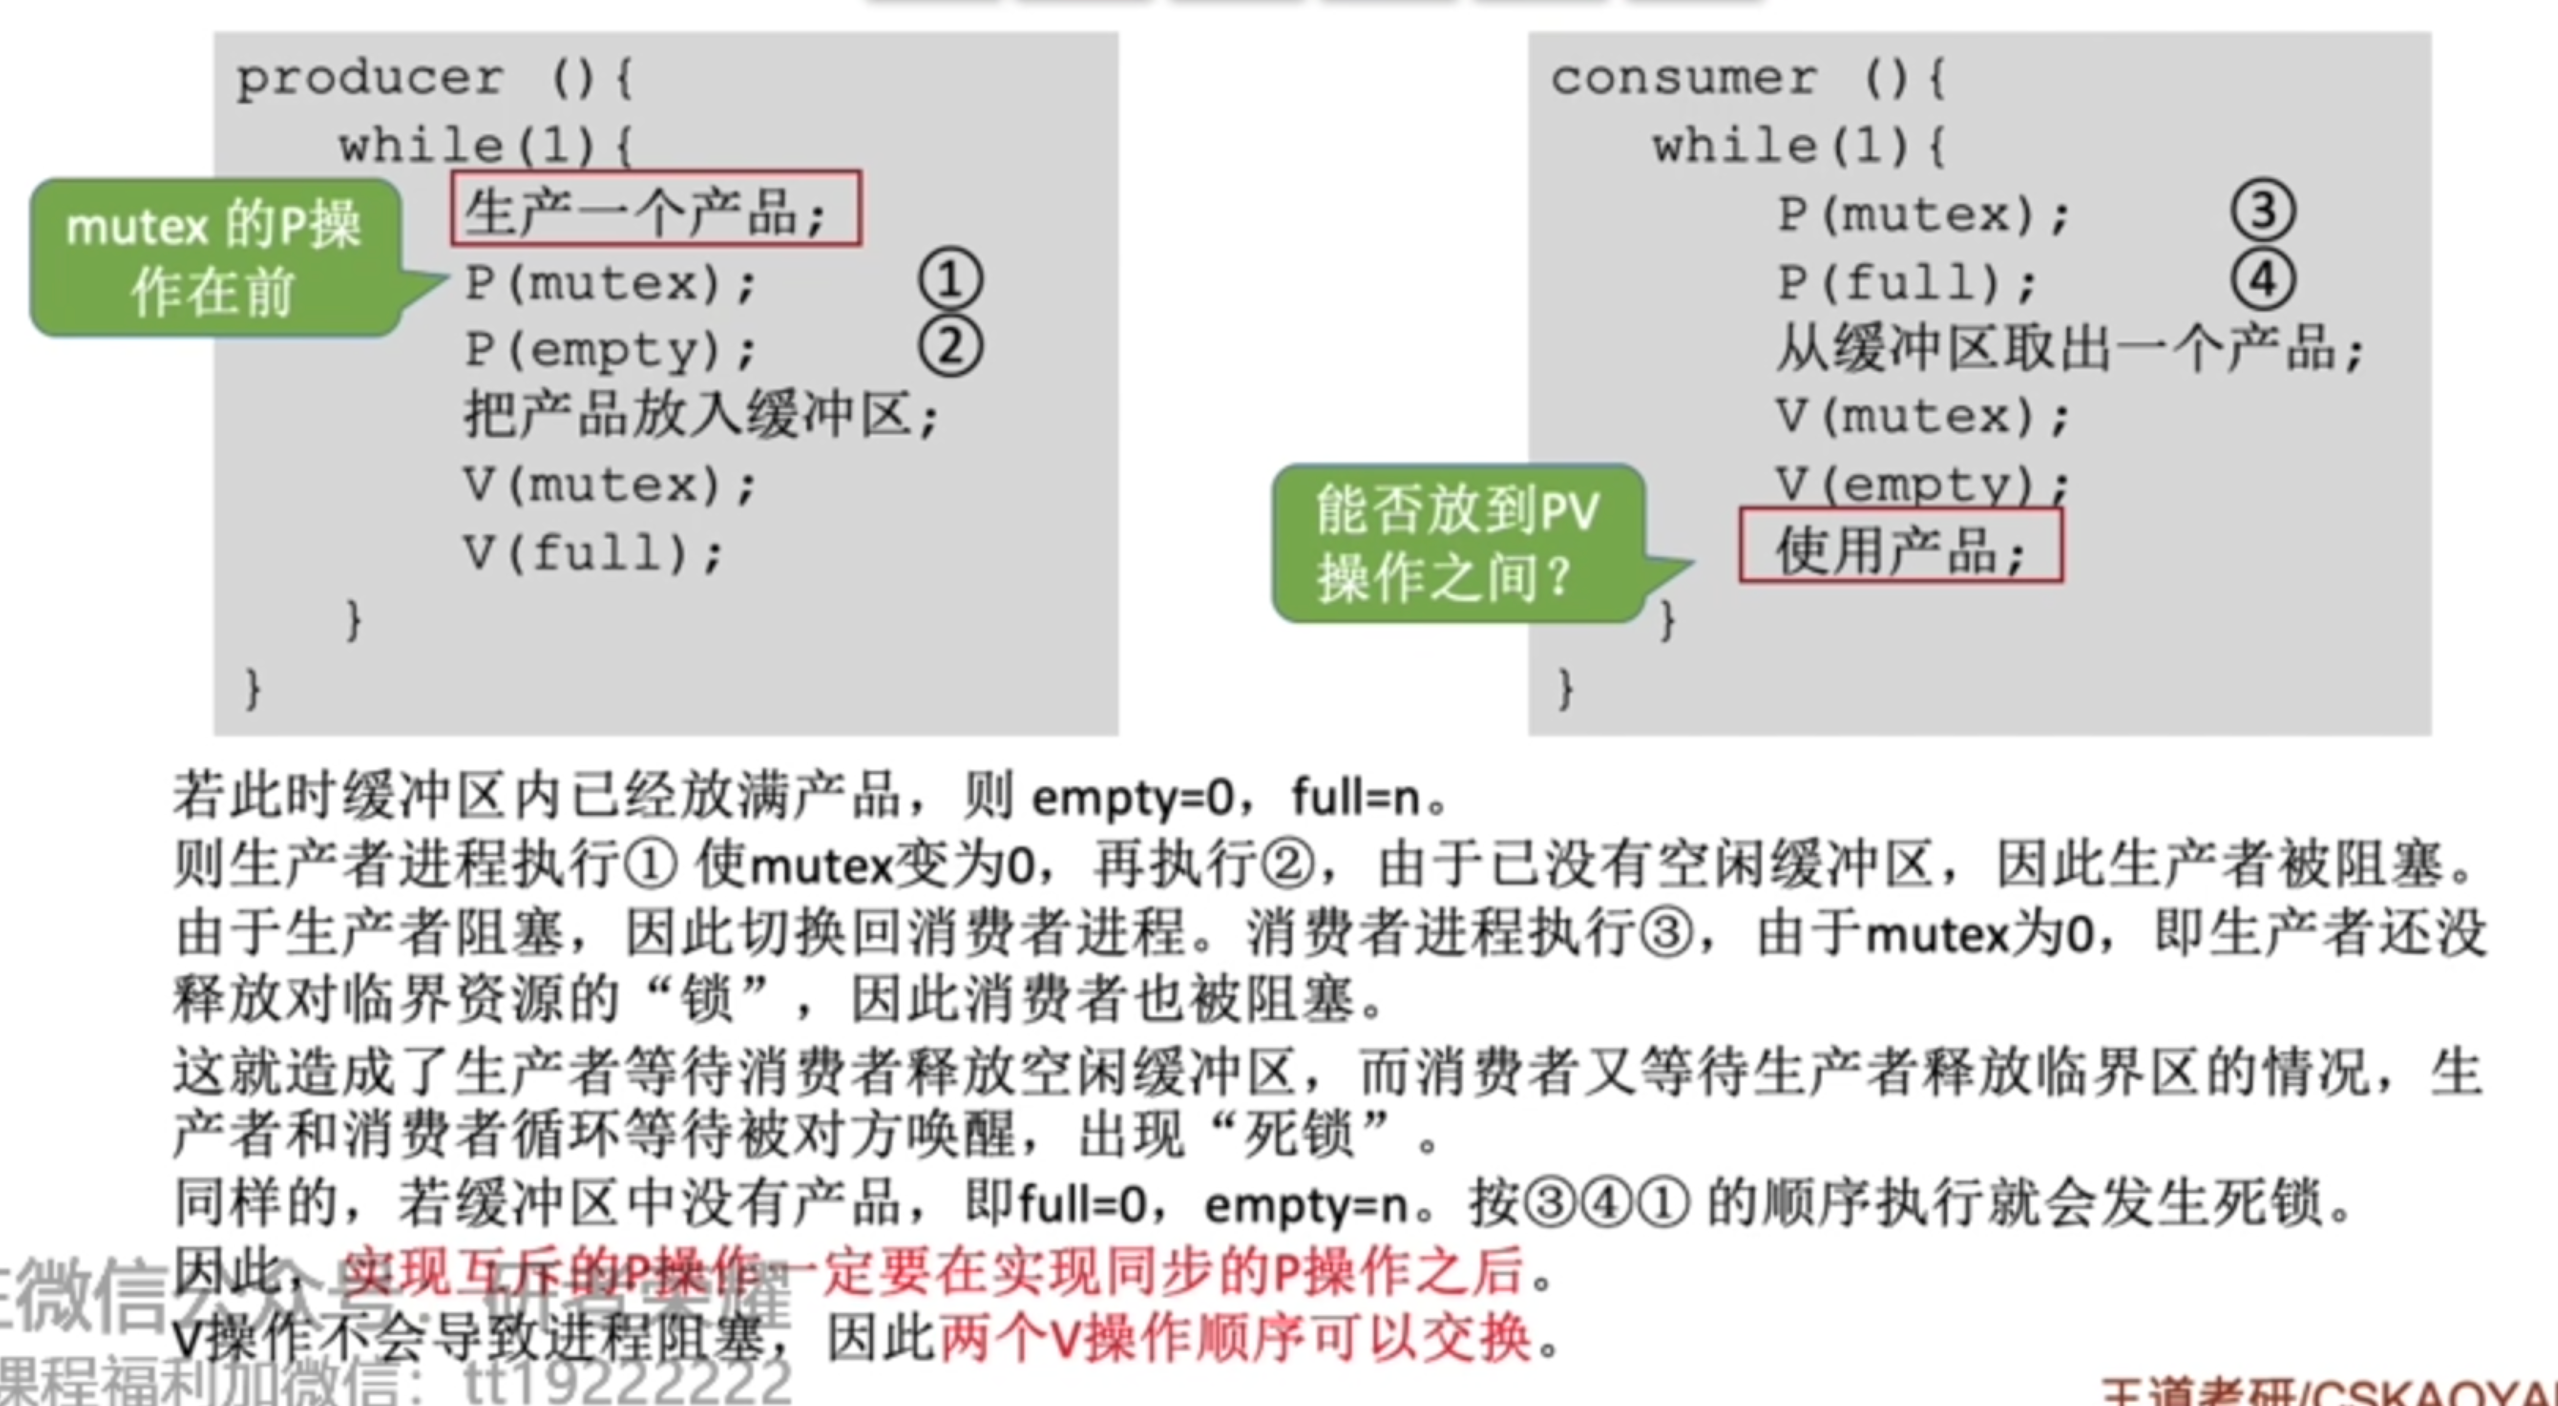 producer (){
while(1){
生产一个产品;
P(mutex); ①
P(empty); ②
把产品放入缓冲区;
V(mutex);
V(full);
}
}
mutex 的P操
作在前
consumer (){
while(1){
P(mutex); ③
P(full); ④
从缓冲区取出一个产品;
V(mutex);
V(empty);
使用产品;
}
}
能否放到PV
操作之间？
若此时缓冲区内已经放满产品，则 empty=0，full=n。
则生产者进程执行① 使mutex变为0，再执行②，由于已没有空闲缓冲区，因此生产者被阻塞。
由于生产者阻塞，因此切换回消费者进程。消费者进程执行③，由于mutex为0，即生产者还没
释放对临界资源的“锁”，因此消费者也被阻塞。
这就造成了生产者等待消费者释放空闲缓冲区，而消费者又等待生产者释放临界区的情况，生
产者和消费者循环等待被对方唤醒，出现“死锁”。
同样的，若缓冲区中没有产品，即full=0，empty=n。按③④① 的顺序执行就会发生死锁。
因此，实现互斥的P操作一定要在实现同步的P操作之后。
V操作不会导致进程阻塞，因此两个V操作顺序可以交换。
微信公众号：研者荣耀
课程福利加微信：tt19222222
王道考研/CSKAOYA